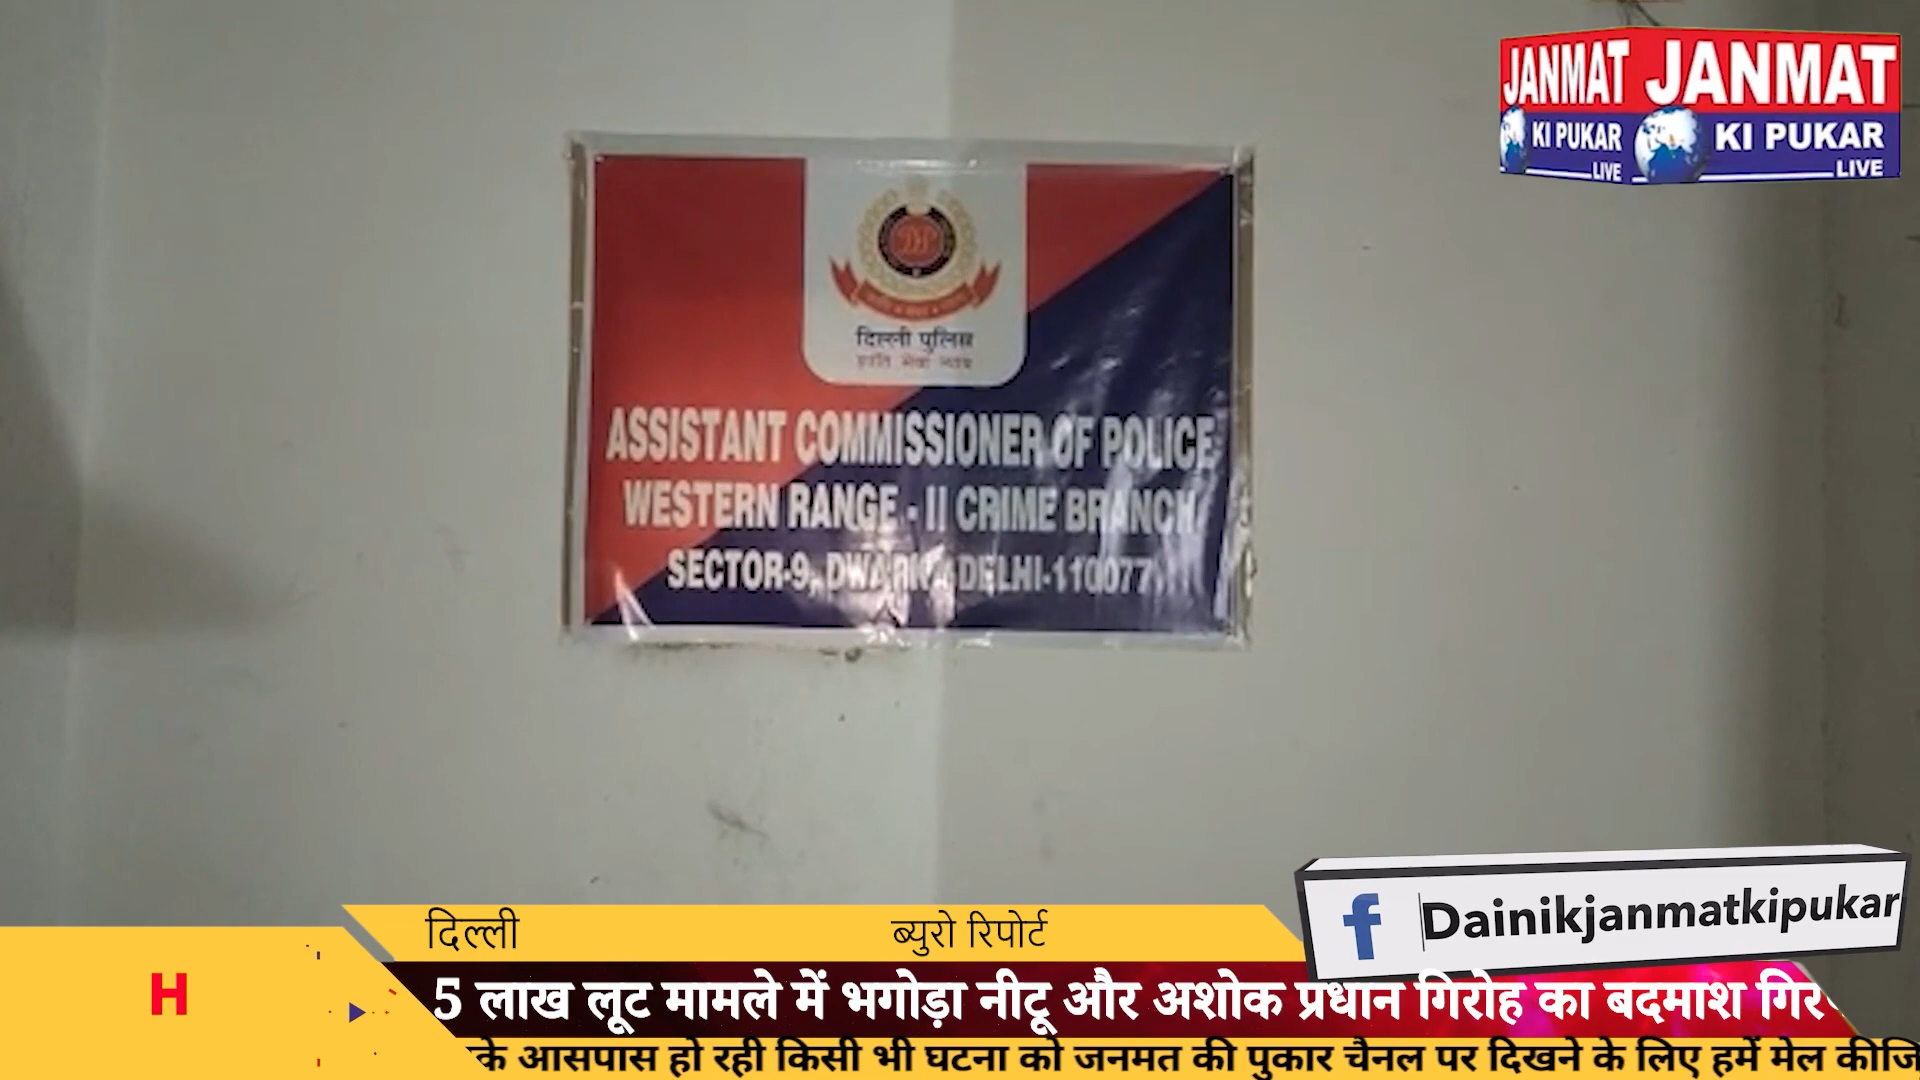 JANMAT JANMAT
KI PUKAR KI PUKAR
LIVE LIVE
दिल्ली पुलिस
ASSISTANT COMMISSIONER OF POLICE
WESTERN RANGE - II CRIME BRANCH
SECTOR-9, DWARKA DELHI-110077
Dainikjanmatkipukar
दिल्ली ब्युरो रिपोर्ट
H
5 लाख लूट मामले में भगोड़ा नीटू और अशोक प्रधान गिरोह का बदमाश
के आसपास हो रही किसी भी घटना को जनमत की पुकार चैनल पर दिखने के लिए हमें मेल